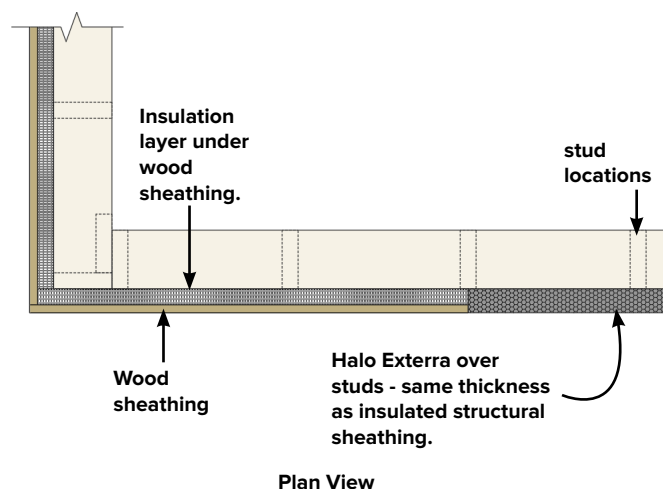 Insulation
layer under
wood
sheathing.
stud
locations
Wood
sheathing
Halo Exterra over
studs - same thickness
as insulated structural
sheathing.
Plan View